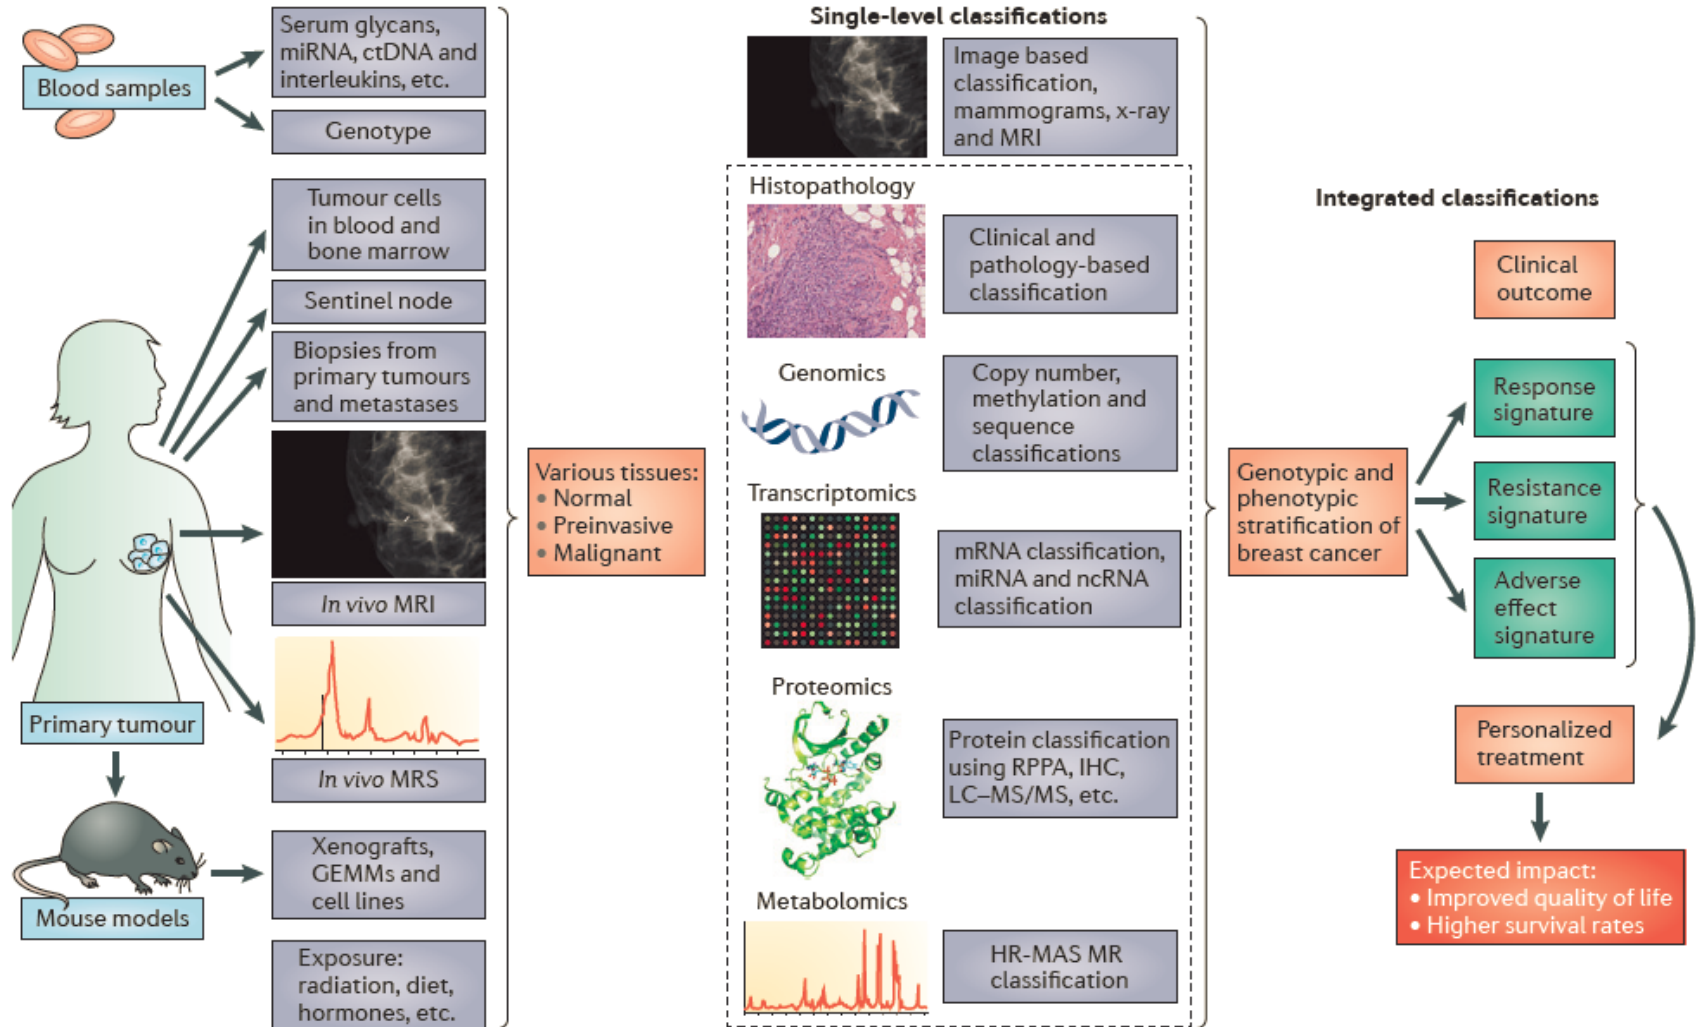 Blood samples
Serum glycans,
miRNA, ctDNA and
interleukins, etc.
Genotype
Tumour cells
in blood and
bone marrow
Sentinel node
Biopsies from
primary tumours
and metastases
In vivo MRI
In vivo MRS
Primary tumour
Mouse models
Xenografts,
GEMMs and
cell lines
Exposure:
radiation, diet,
hormones, etc.
Various tissues:
• Normal
• Preinvasive
• Malignant
Single-level classifications
Image based
classification,
mammograms, x-ray
and MRI
Histopathology
Clinical and
pathology-based
classification
Genomics
Copy number,
methylation and
sequence
classifications
Transcriptomics
mRNA classification,
miRNA and ncRNA
classification
Proteomics
Protein classification
using RPPA, IHC,
LC–MS/MS, etc.
Metabolomics
HR-MAS MR
classification
Integrated classifications
Genotypic and
phenotypic
stratification of
breast cancer
Clinical
outcome
Response
signature
Resistance
signature
Adverse
effect
signature
Personalized
treatment
Expected impact:
• Improved quality of life
• Higher survival rates